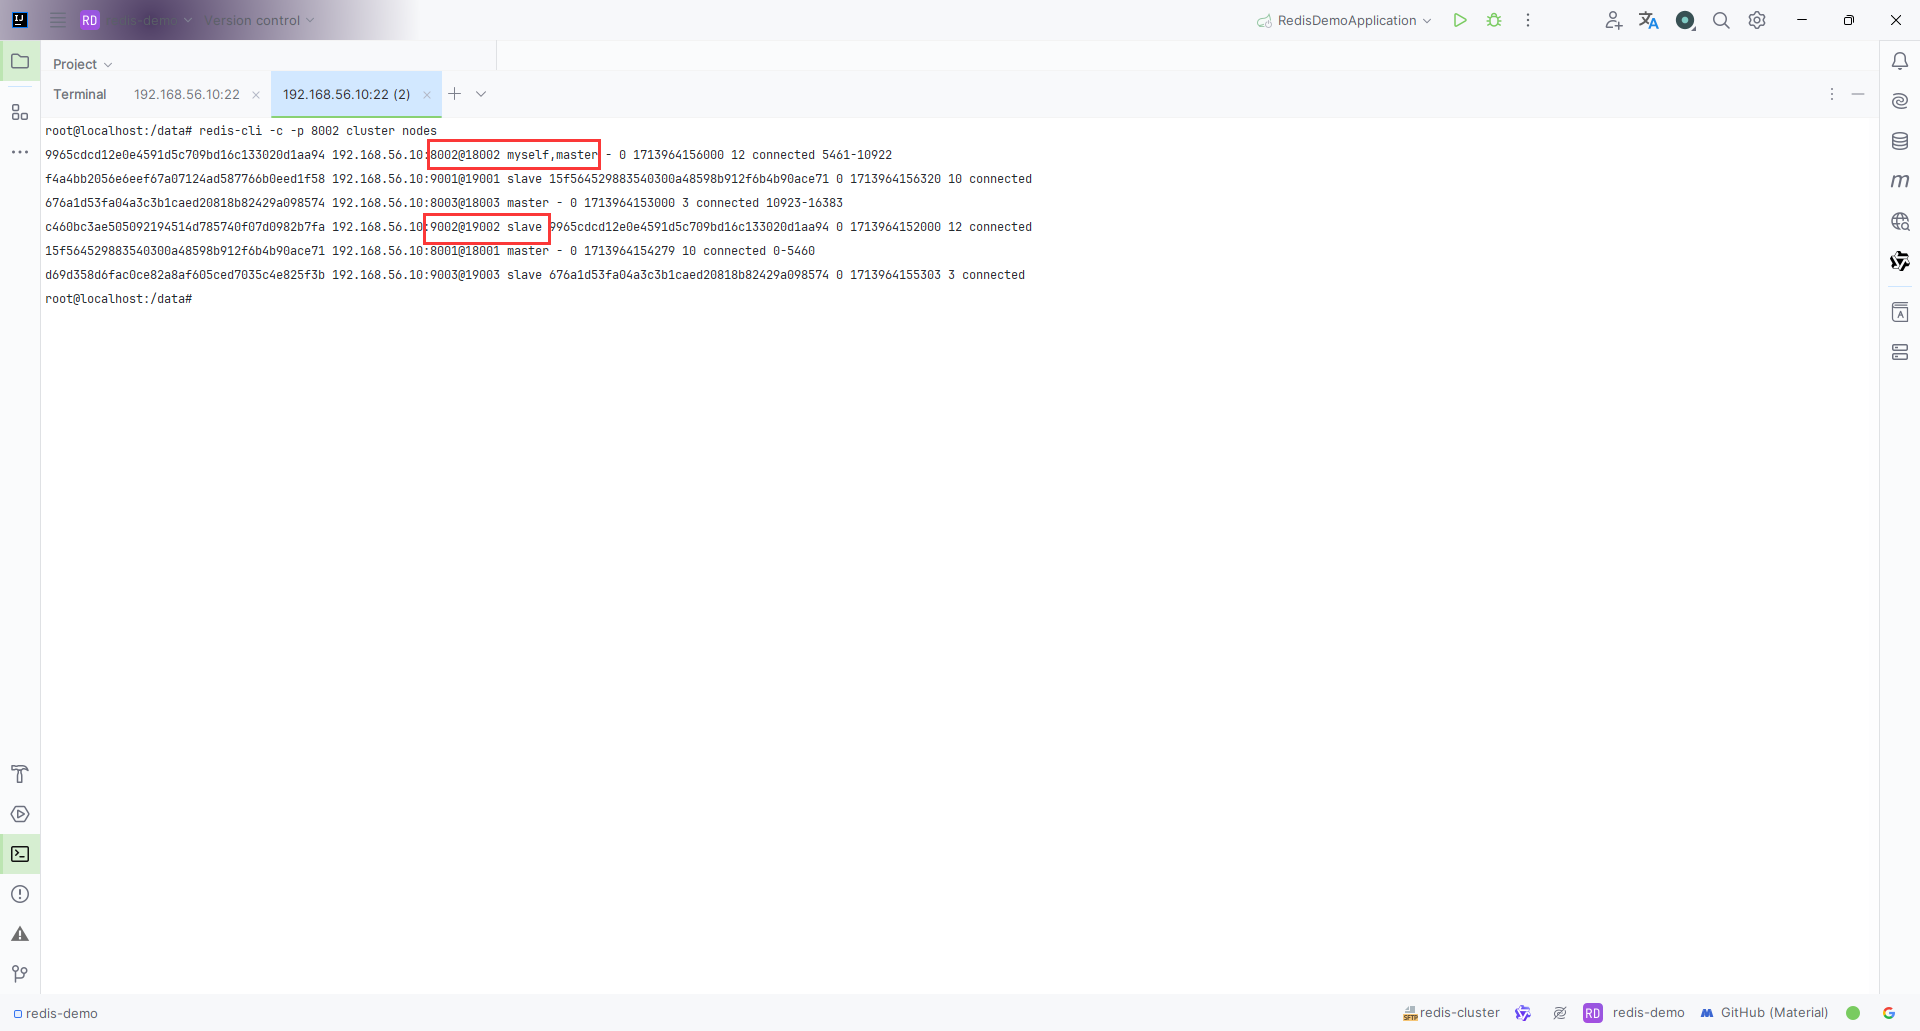 RD redis-demo Version control RedisDemoApplication
Project
Terminal 192.168.56.10:22 192.168.56.10:22 (2)
root@localhost:/data# redis-cli -c -p 8002 cluster nodes
9965cdcd12e0e4591d5c709bd16c133020d1aa94 192.168.56.10:8002@18002 myself,master - 0 1713964156000 12 connected 5461-10922
f4a4bb2056e6eef67a07124ad587766b0eed1f58 192.168.56.10:9001@19001 slave 15f564529883540300a48598b912f6b4b90ace71 0 1713964156320 10 connected
676a1d53fa04a3c3b1caed20818b82429a098574 192.168.56.10:8003@18003 master - 0 1713964153000 3 connected 10923-16383
c460bc3ae505092194514d785740f07d0982b7fa 192.168.56.10:9002@19002 slave 9965cdcd12e0e4591d5c709bd16c133020d1aa94 0 1713964152000 12 connected
15f564529883540300a48598b912f6b4b90ace71 192.168.56.10:8001@18001 master - 0 1713964154279 10 connected 0-5460
d69d358d6fac0ce82a8af605ced7035c4e825f3b 192.168.56.10:9003@19003 slave 676a1d53fa04a3c3b1caed20818b82429a098574 0 1713964155303 3 connected
root@localhost:/data#
redis-demo redis-cluster RD redis-demo GitHub (Material)